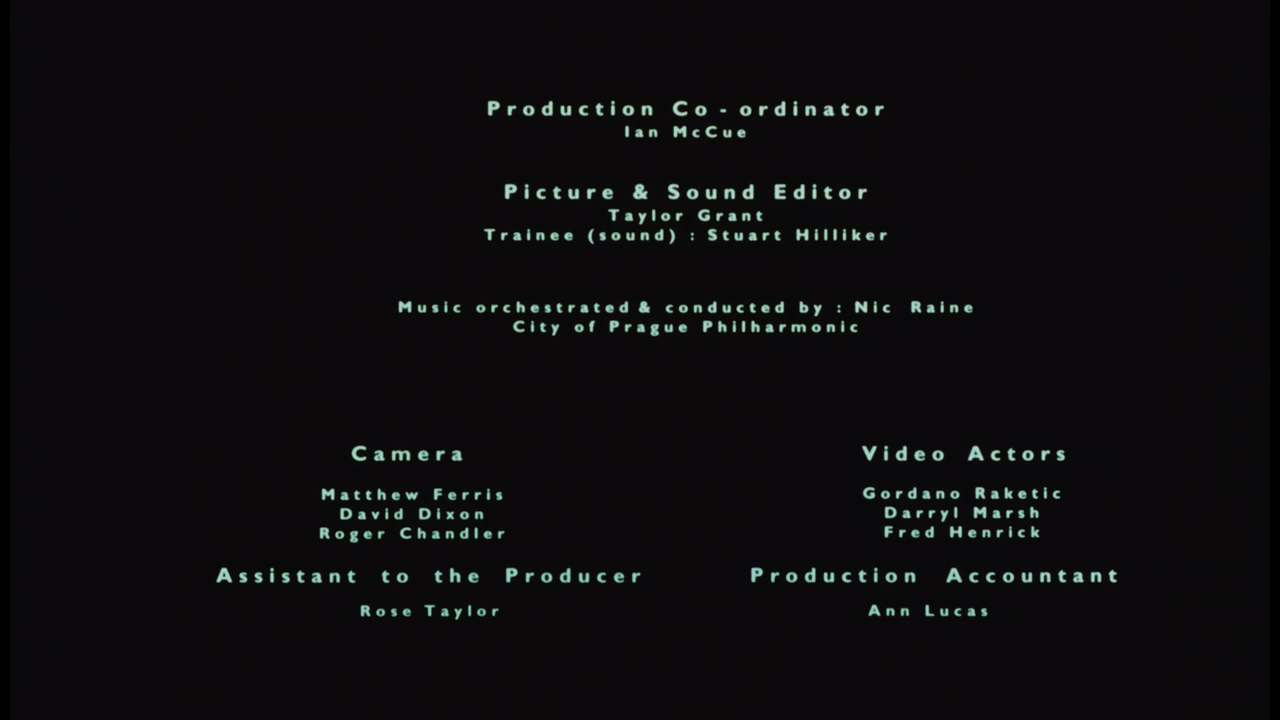 Production Co - ordinator
Ian McCue
Picture & Sound Editor
Taylor Grant
Trainee (sound) : Stuart Hilliker
Music orchestrated & conducted by : Nic Raine
City of Prague Philharmonic
Camera
Matthew Ferris
David Dixon
Roger Chandler
Video Actors
Gordano Raketic
Darryl Marsh
Fred Henrick
Assistant to the Producer
Rose Taylor
Production Accountant
Ann Lucas